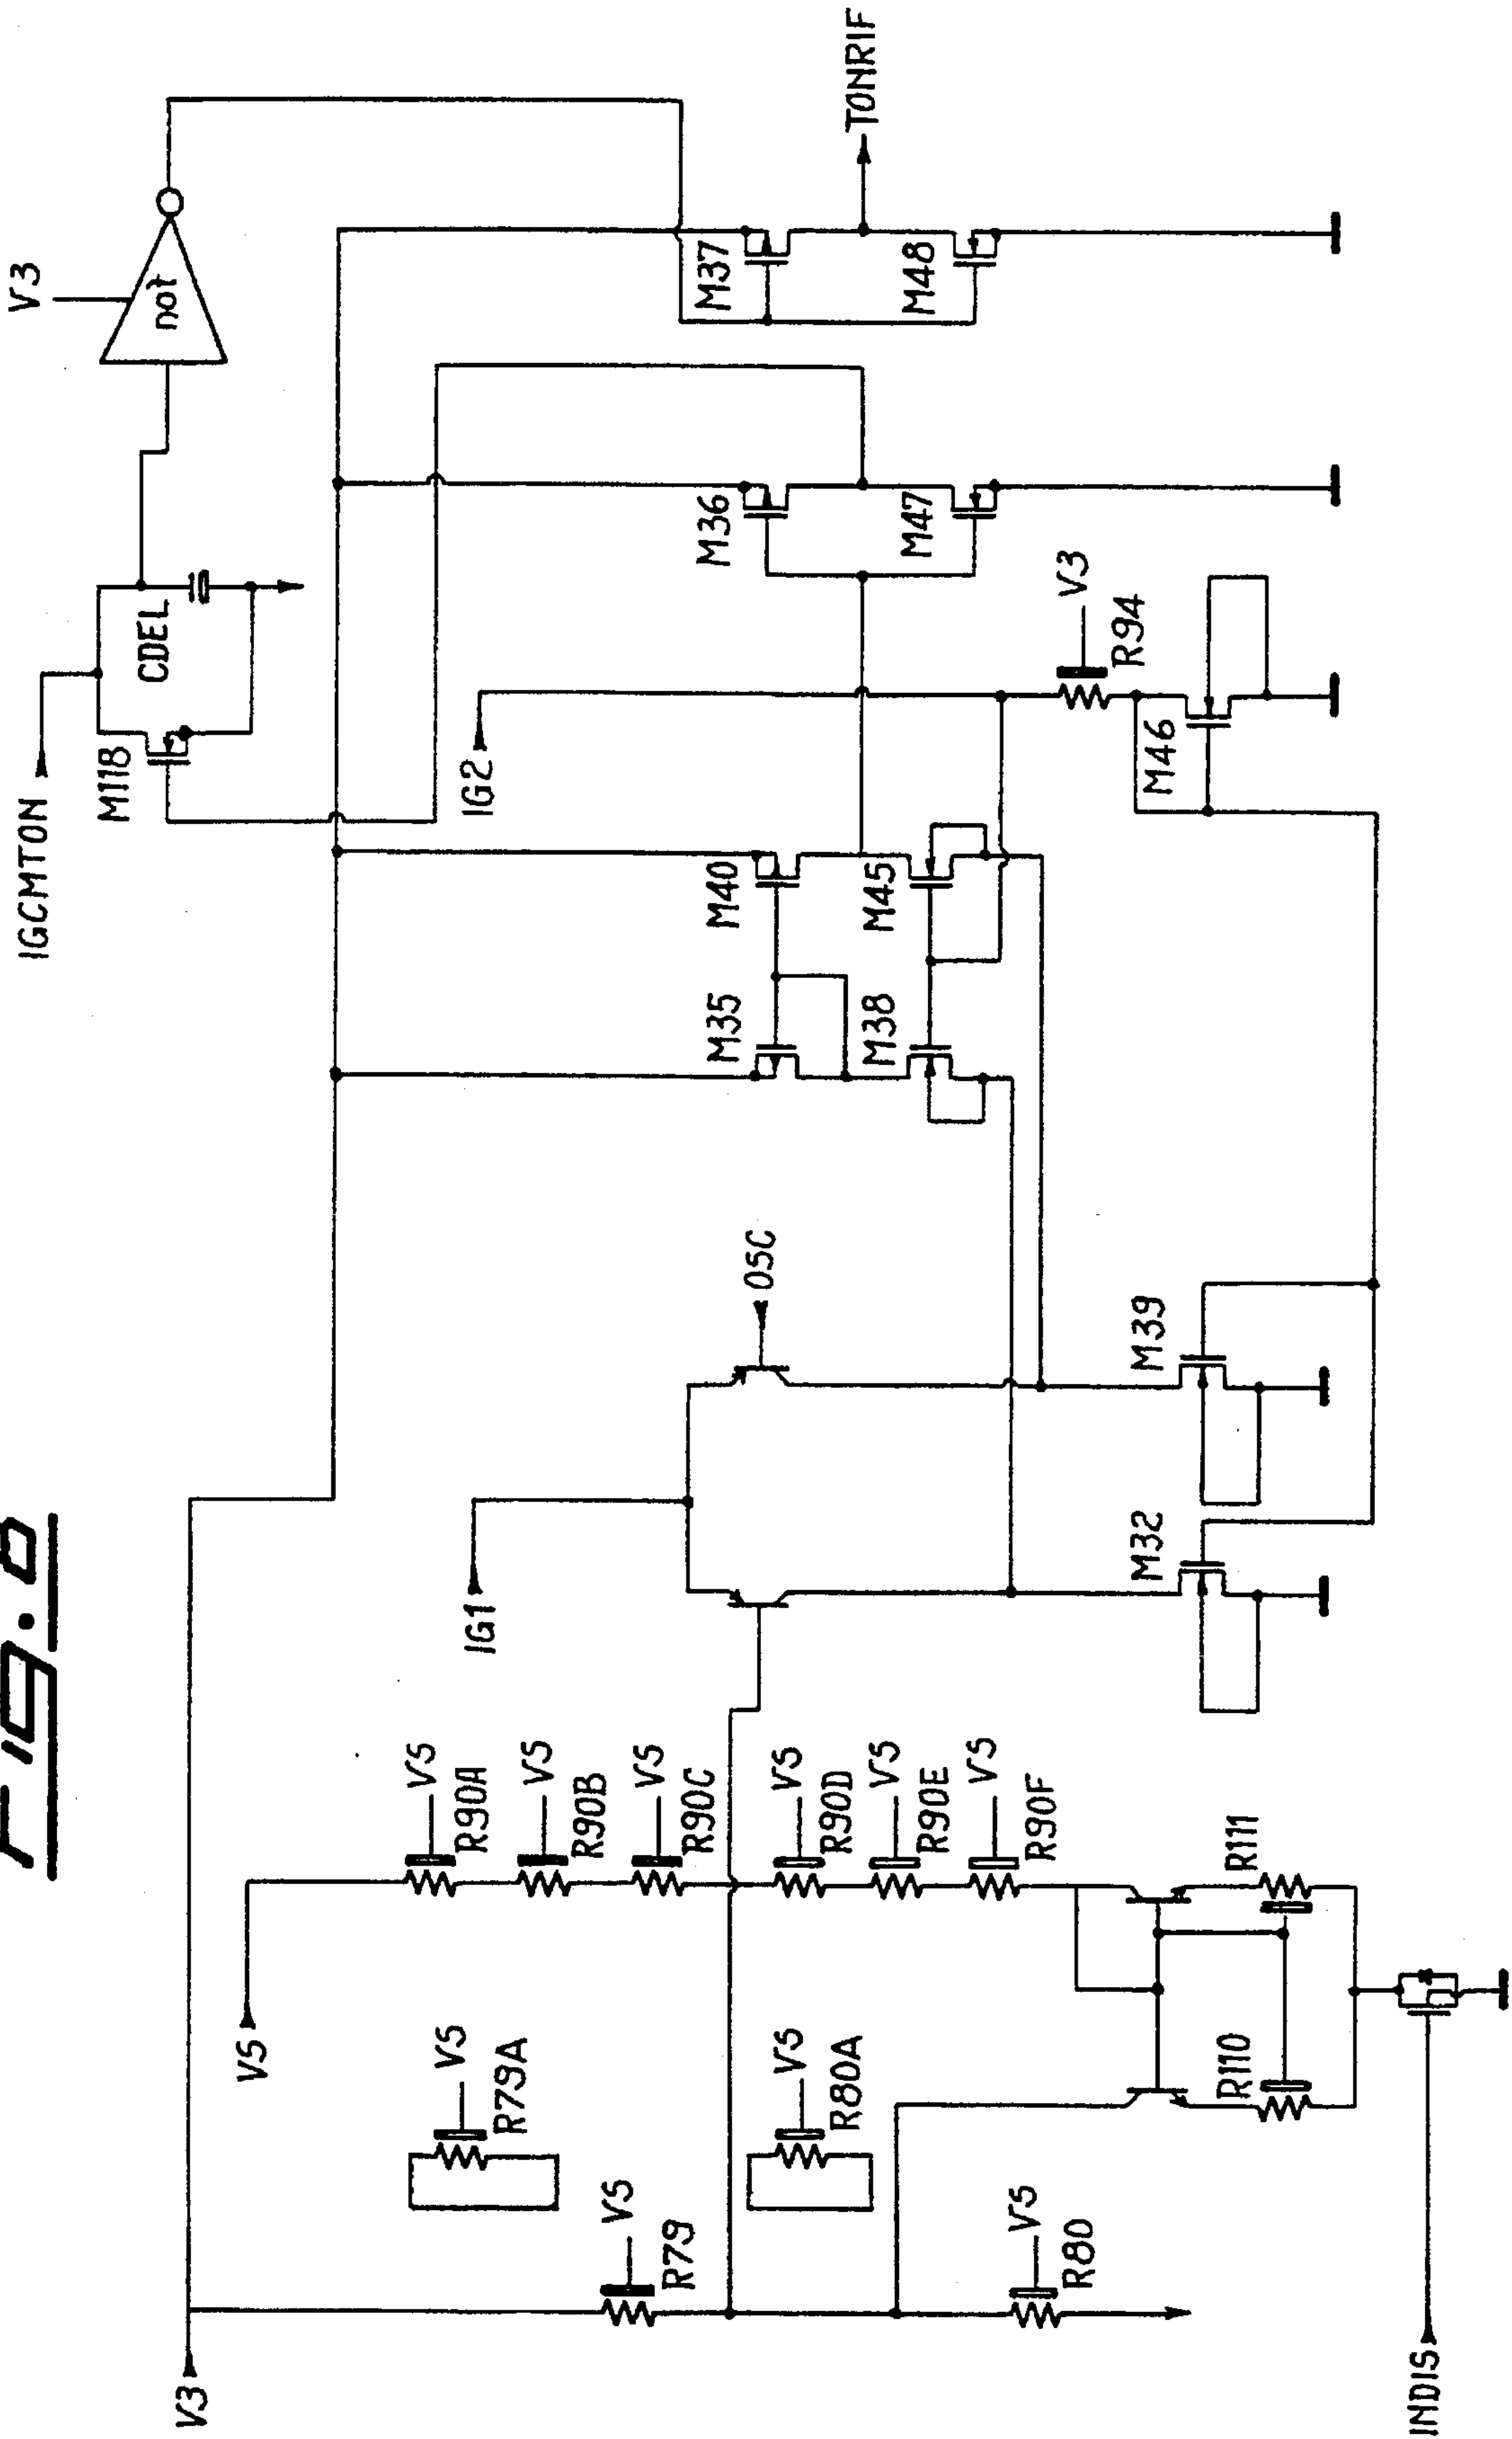 Fig.8
V3
IGCMTON
M118
CDEL
not
V3
V5
V5
R79A
V5
R90A
IG1
IG2
V5
R90B
V5
R79
V5
R90C
M35
M40
M36
M37
V5
R80A
V5
R90D
OSC
TONRIF
V5
R90E
M38
M45
M47
M48
V5
R80
V5
R90F
V3
R94
M32
M39
M46
R110
R111
INDIS